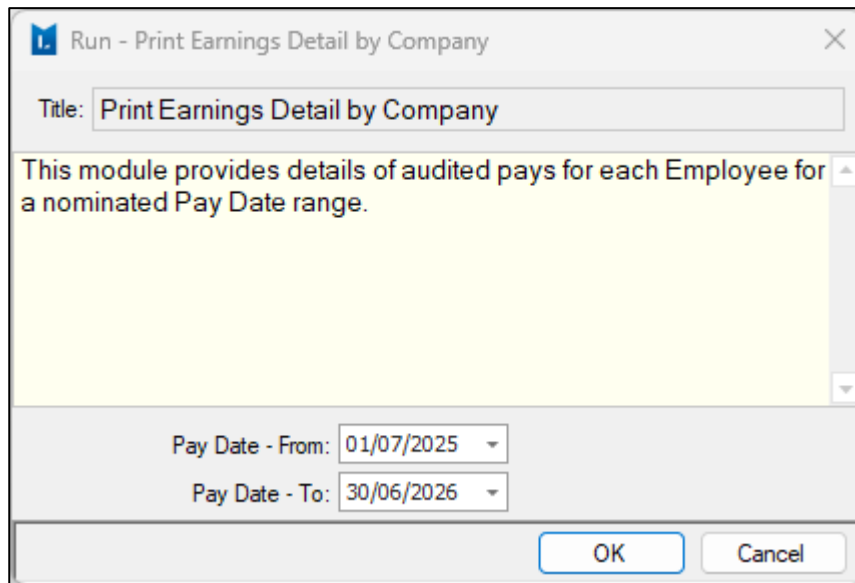 Run - Print Earnings Detail by Company
Title: Print Earnings Detail by Company
This module provides details of audited pays for each Employee for
a nominated Pay Date range.
Pay Date - From: 01/07/2025
Pay Date - To: 30/06/2026
OK Cancel